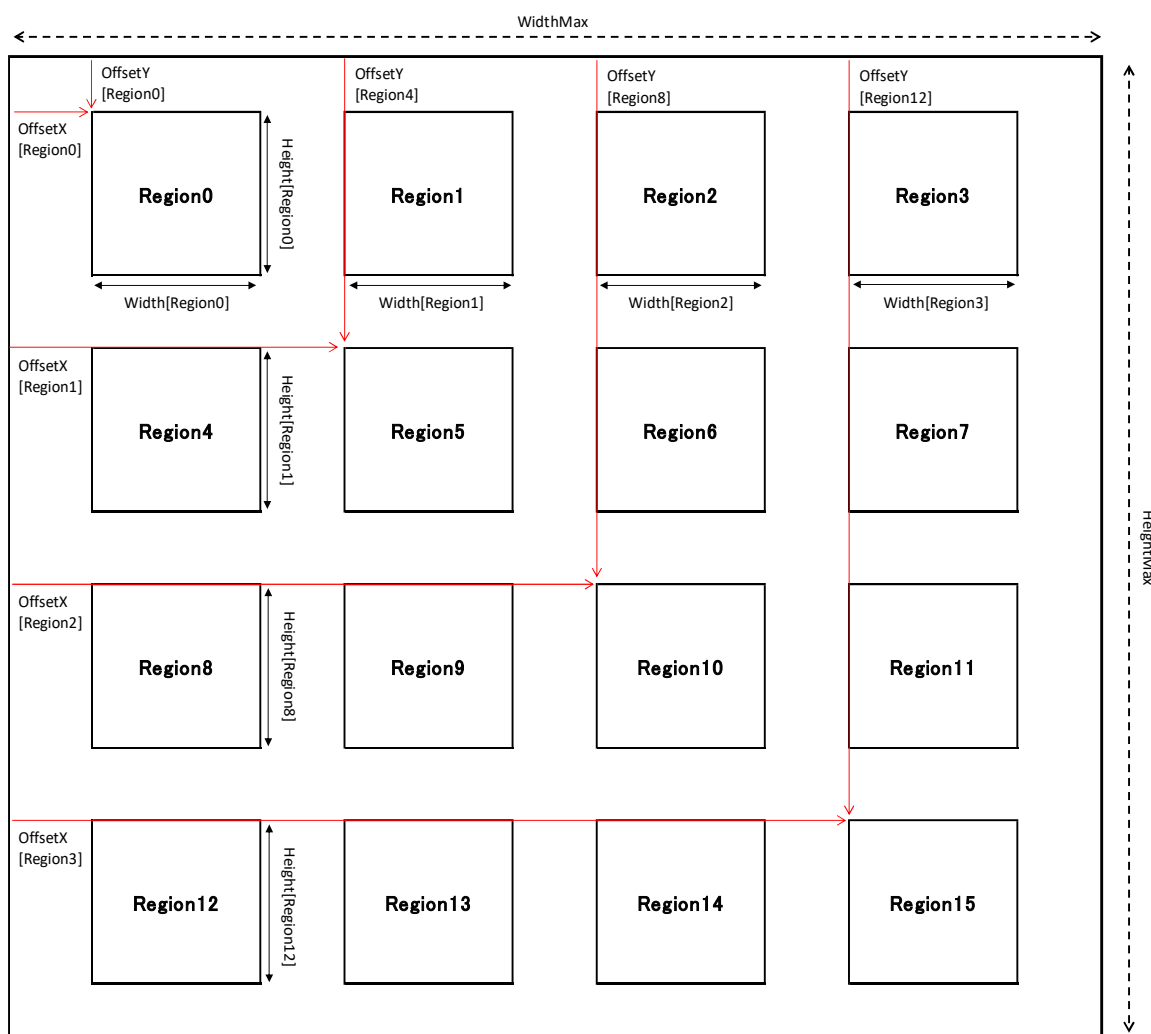 WidthMax
OffsetY
[Region0]
OffsetY
[Region4]
OffsetY
[Region8]
OffsetY
[Region12]
OffsetX
[Region0]
Region0
Height[Region0]
Region1
Region2
Region3
Width[Region0]
Width[Region1]
Width[Region2]
Width[Region3]
OffsetX
[Region1]
Region4
Height[Region1]
Region5
Region6
Region7
HeightMax
OffsetX
[Region2]
Region8
Height[Region8]
Region9
Region10
Region11
OffsetX
[Region3]
Region12
Height[Region12]
Region13
Region14
Region15